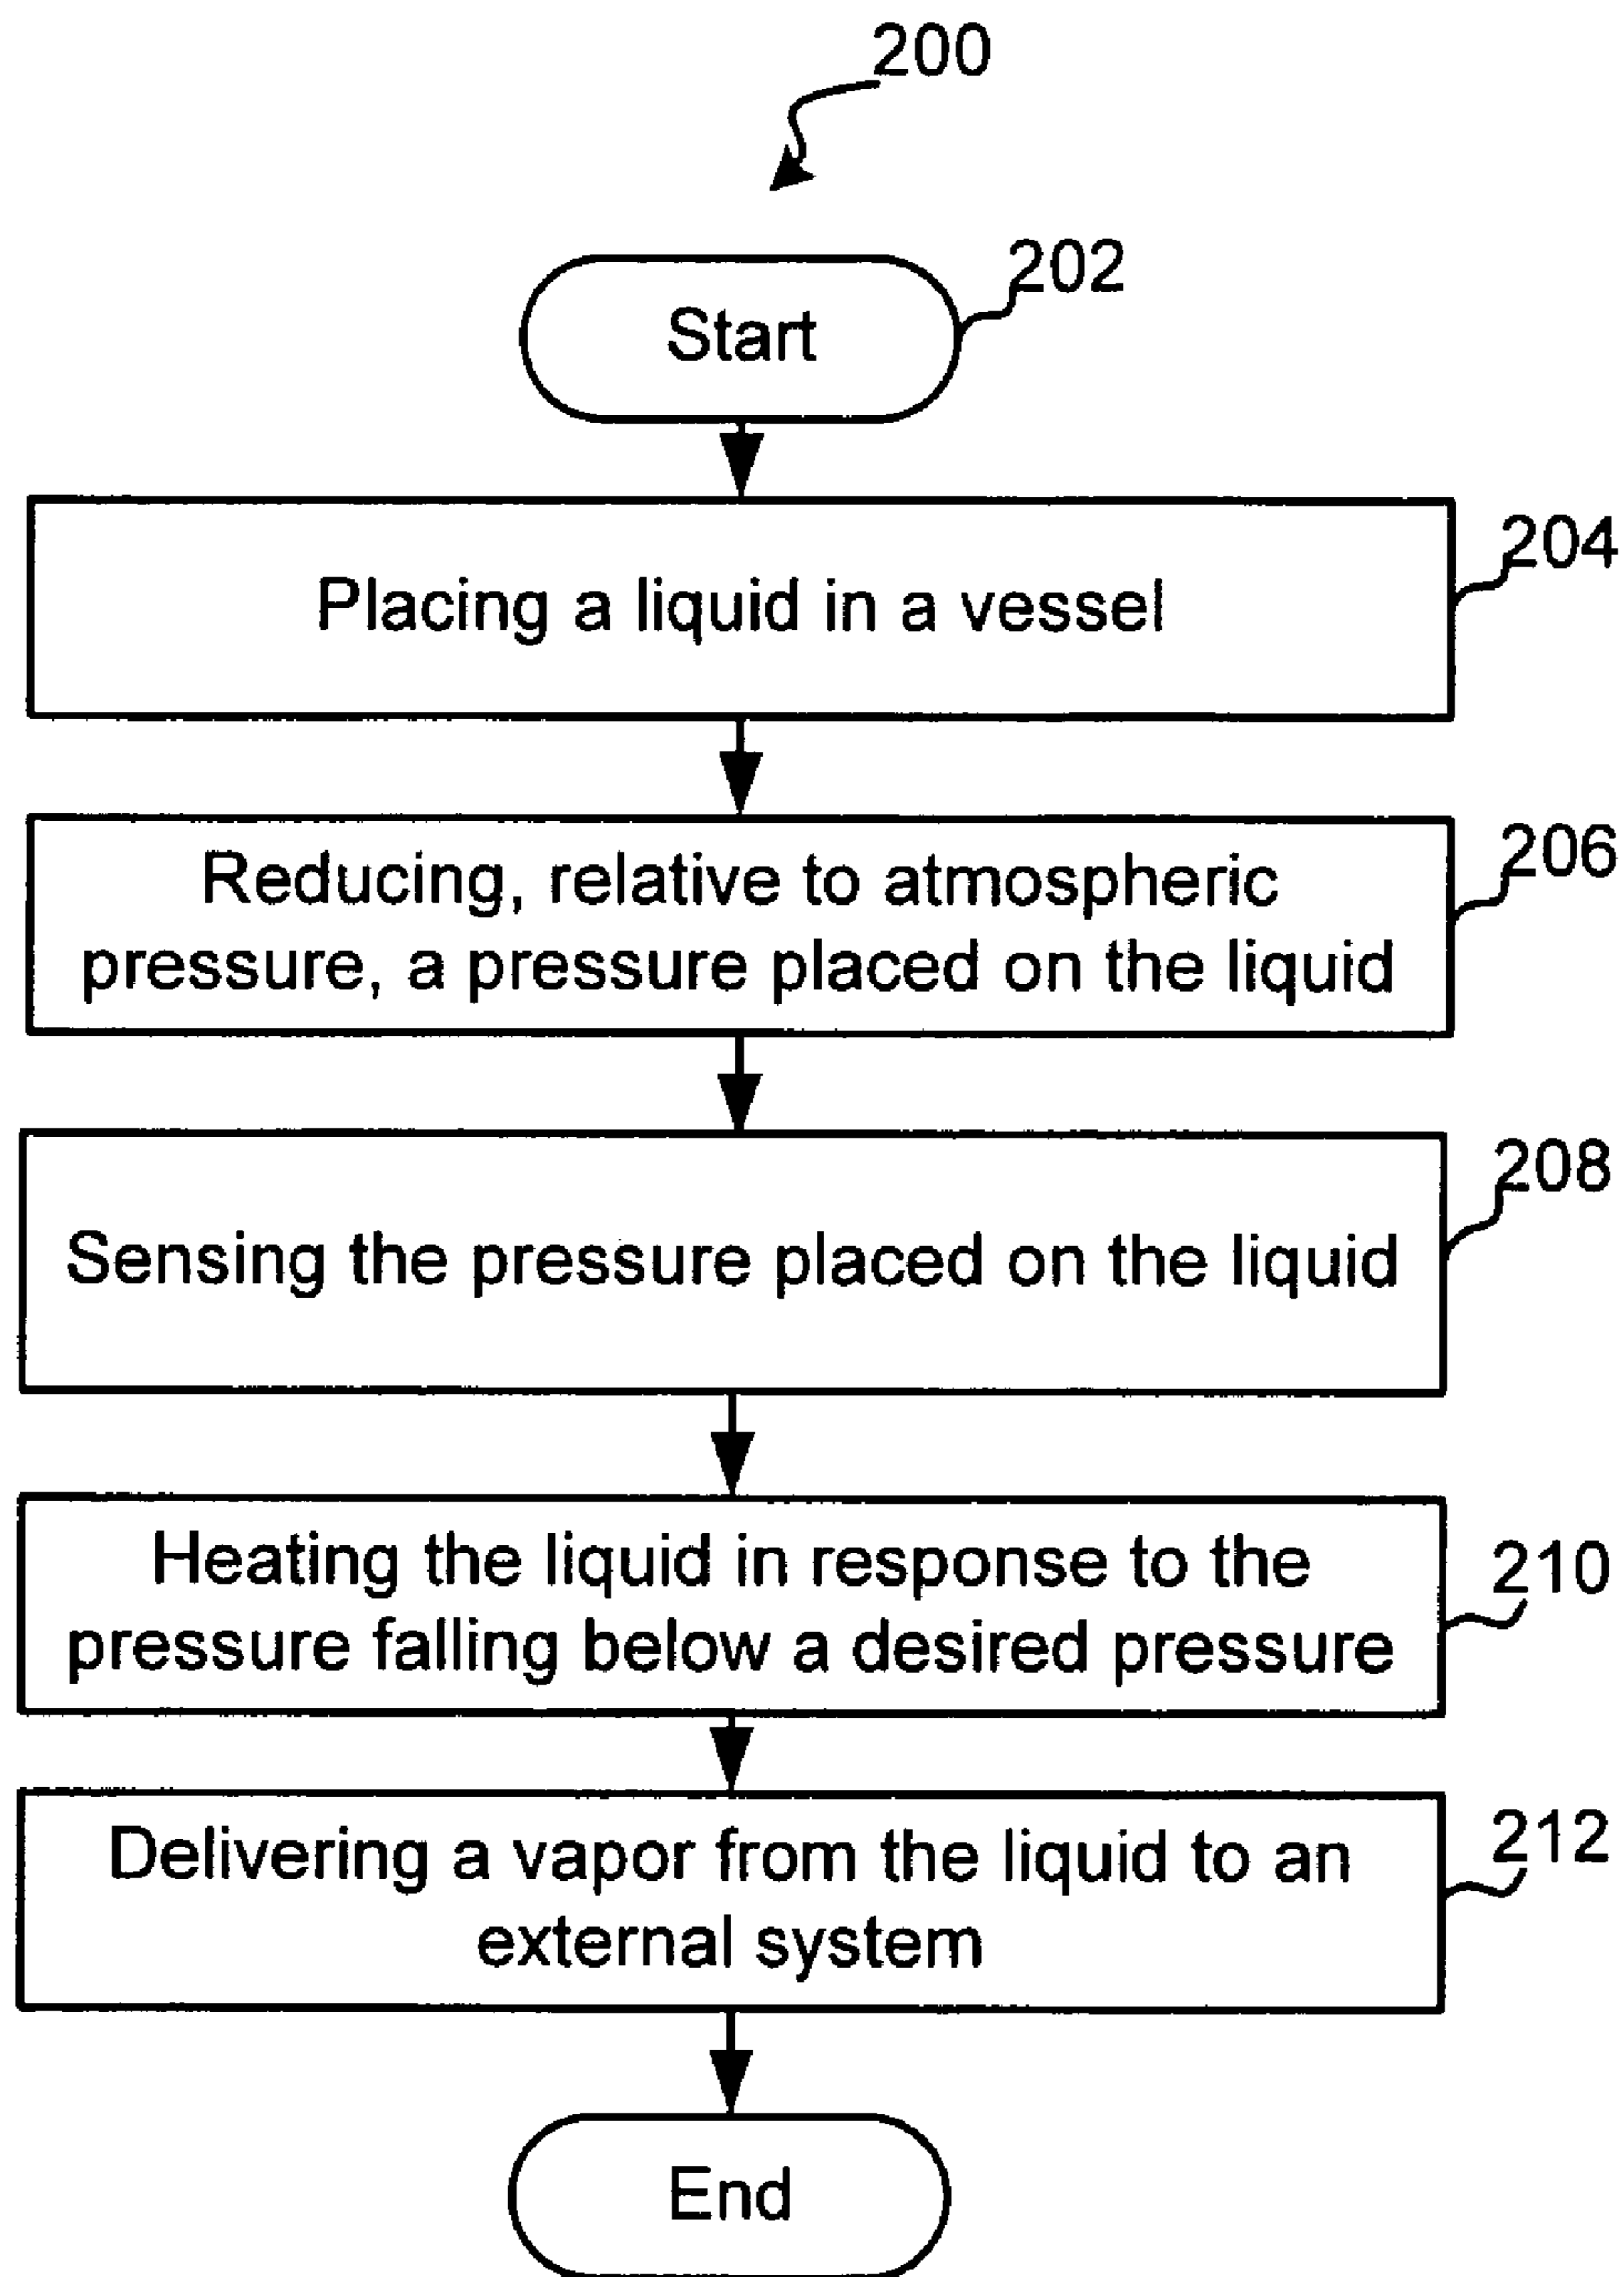 200
202
Start
204
Placing a liquid in a vessel
206
Reducing, relative to atmospheric
pressure, a pressure placed on the liquid
208
Sensing the pressure placed on the liquid
210
Heating the liquid in response to the
pressure falling below a desired pressure
212
Delivering a vapor from the liquid to an
external system
End